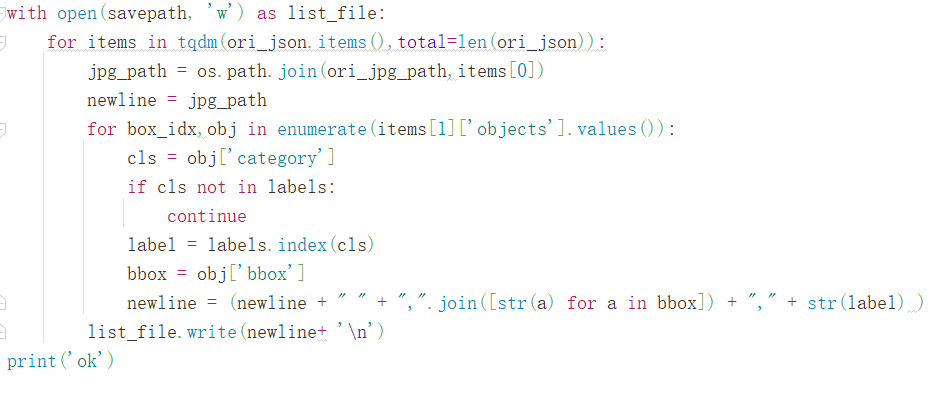 with open(savepath, 'w') as list_file:
    for items in tqdm(ori_json.items(),total=len(ori_json)):
        jpg_path = os.path.join(ori_jpg_path,items[0])
        newline = jpg_path
        for box_idx,obj in enumerate(items[1]['objects'].values()):
            cls = obj['category']
            if cls not in labels:
                continue
            label = labels.index(cls)
            bbox = obj['bbox']
            newline = (newline + " " + ",".join([str(a) for a in bbox]) + "," + str(label) )
        list_file.write(newline+ '\n')
print('ok')